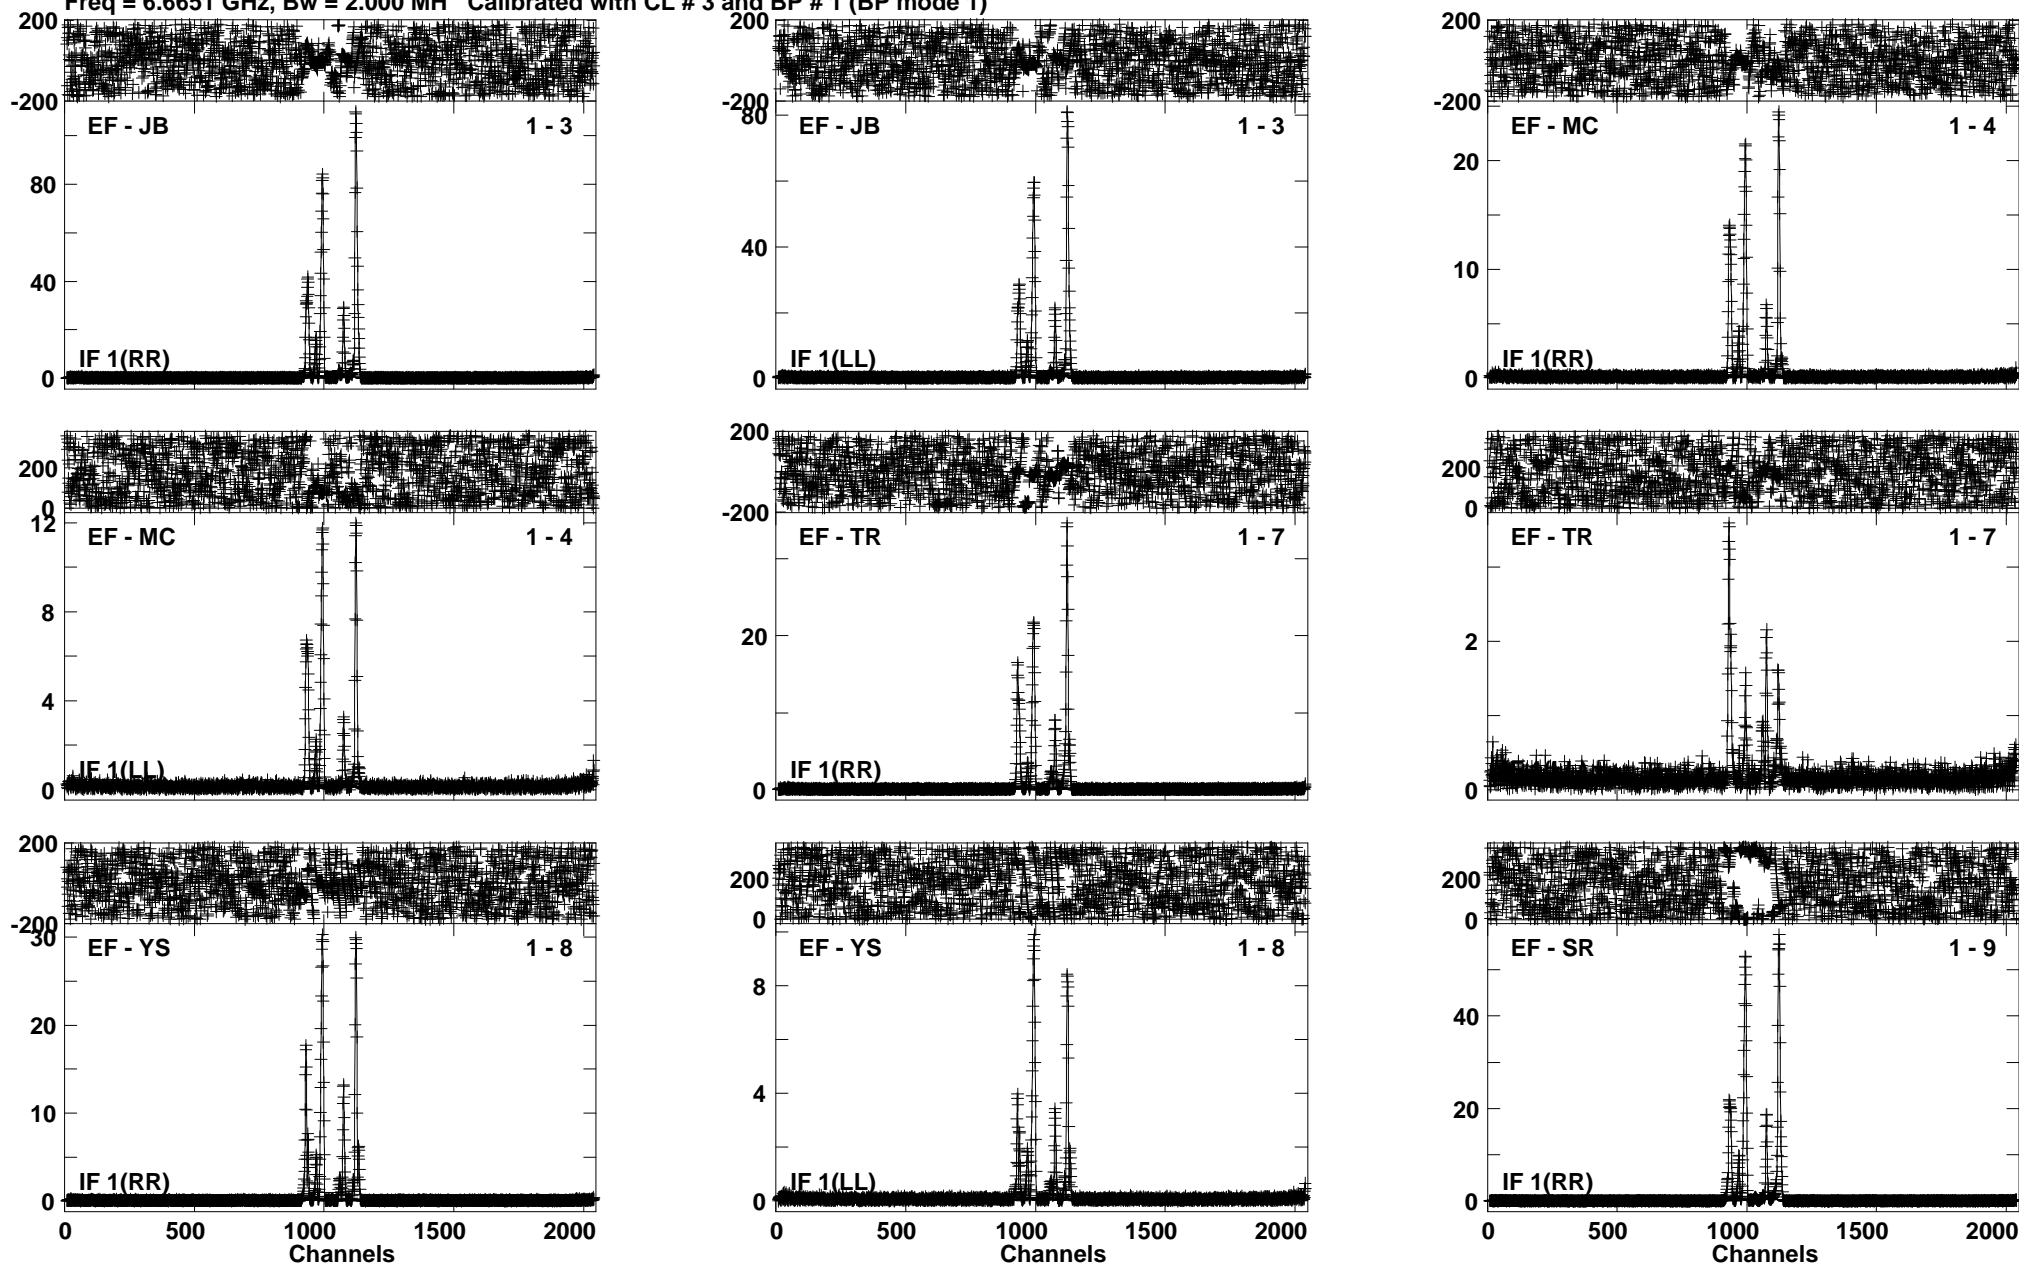 Freq = 6.6651 GHz, Bw = 2.000 MH Calibrated with CL # 3 and BP # 1 (BP mode 1)
200
-200
EF - JB 1 - 3
80
40
0
IF 1(RR)
200
-200
80
EF - JB 1 - 3
40
0
IF 1(LL)
200
-200
EF - MC 1 - 4
20
10
0
IF 1(RR)
200
0
12
EF - MC 1 - 4
8
4
0
IF 1(LL)
200
-200
EF - TR 1 - 7
20
0
IF 1(RR)
200
0
EF - TR 1 - 7
2
0
200
-200
30
EF - YS 1 - 8
20
10
0
IF 1(RR)
0 500 1000 1500 2000
Channels
200
0
EF - YS 1 - 8
8
4
0
IF 1(LL)
200
0
EF - SR 1 - 9
40
20
0
IF 1(RR)
0 500 1000 1500 2000
Channels